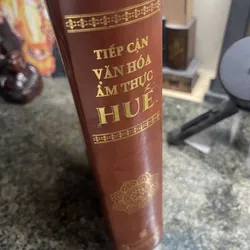 TIẾP CẬN
VĂN HÓA
ẨM THỰC
HUẾ